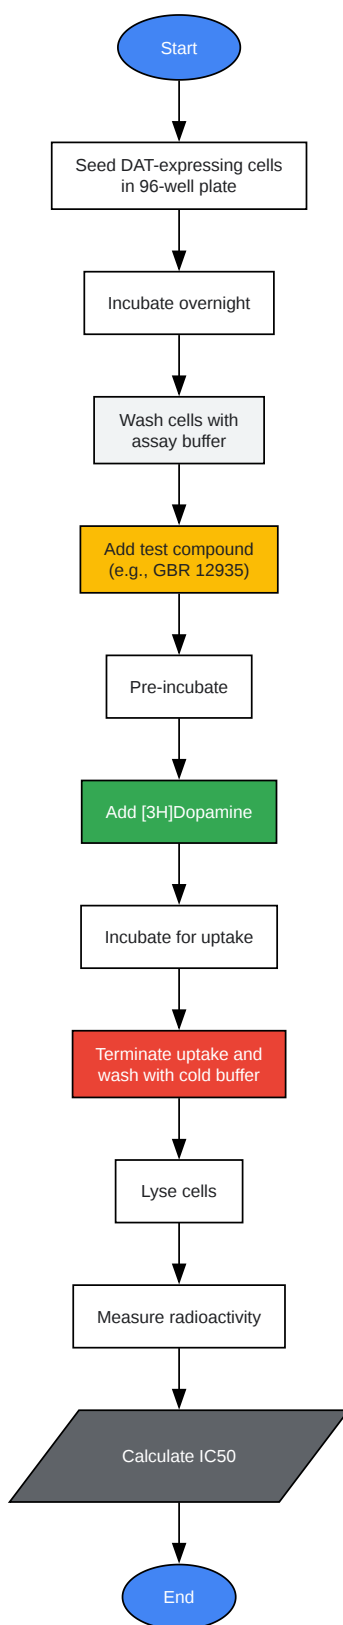 Start
Seed DAT-expressing cells
in 96-well plate
Incubate overnight
Wash cells with
assay buffer
Add test compound
(e.g., GBR 12935)
Pre-incubate
Add [3H]Dopamine
Incubate for uptake
Terminate uptake and
wash with cold buffer
Lyse cells
Measure radioactivity
Calculate IC50
End